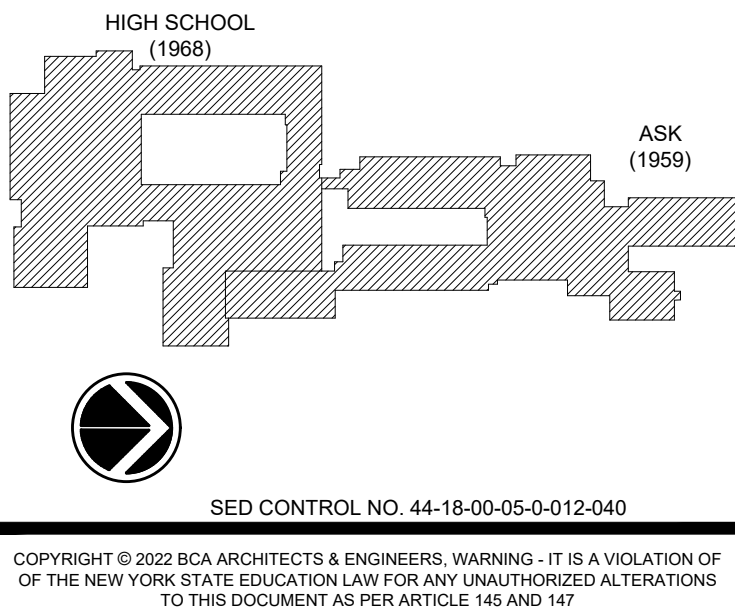 HIGH SCHOOL
(1968)
ASK
(1959)
SED CONTROL NO. 44-18-00-05-0-012-040
COPYRIGHT © 2022 BCA ARCHITECTS & ENGINEERS, WARNING - IT IS A VIOLATION OF
OF THE NEW YORK STATE EDUCATION LAW FOR ANY UNAUTHORIZED ALTERATIONS
TO THIS DOCUMENT AS PER ARTICLE 145 AND 147